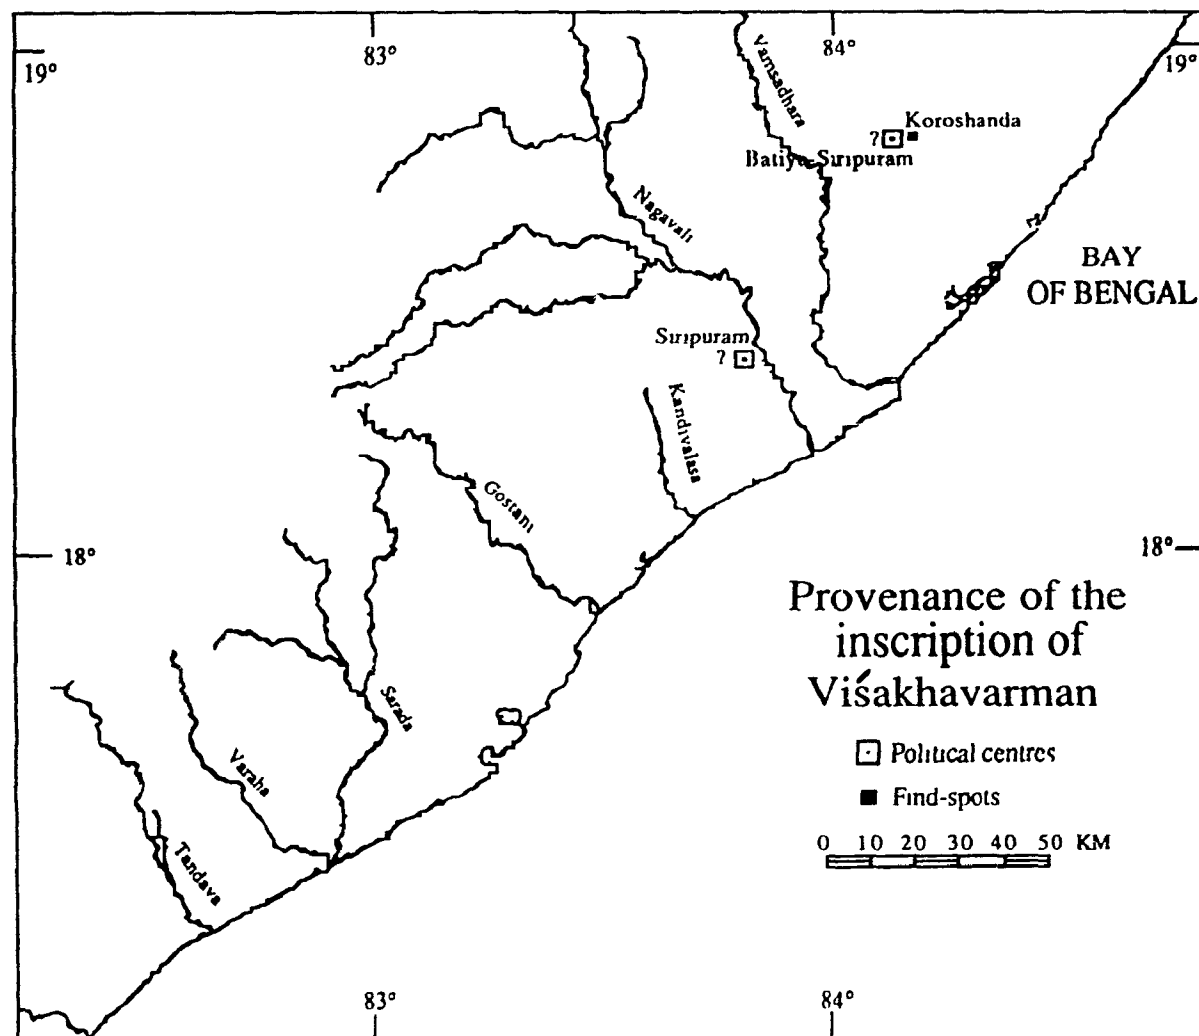 83°
84°
19°
19°
Vamsadhara
Koroshanda
?
Batiya-Siripuram
Nagavali
BAY
OF BENGAL
Siripuram
?
Kandivalasa
Gostani
18°
18°
Provenance of the
inscription of
Viśakhavarman
Sarada
Political centres
Varaha
Find-spots
0 10 20 30 40 50 KM
Tandava
83°
84°